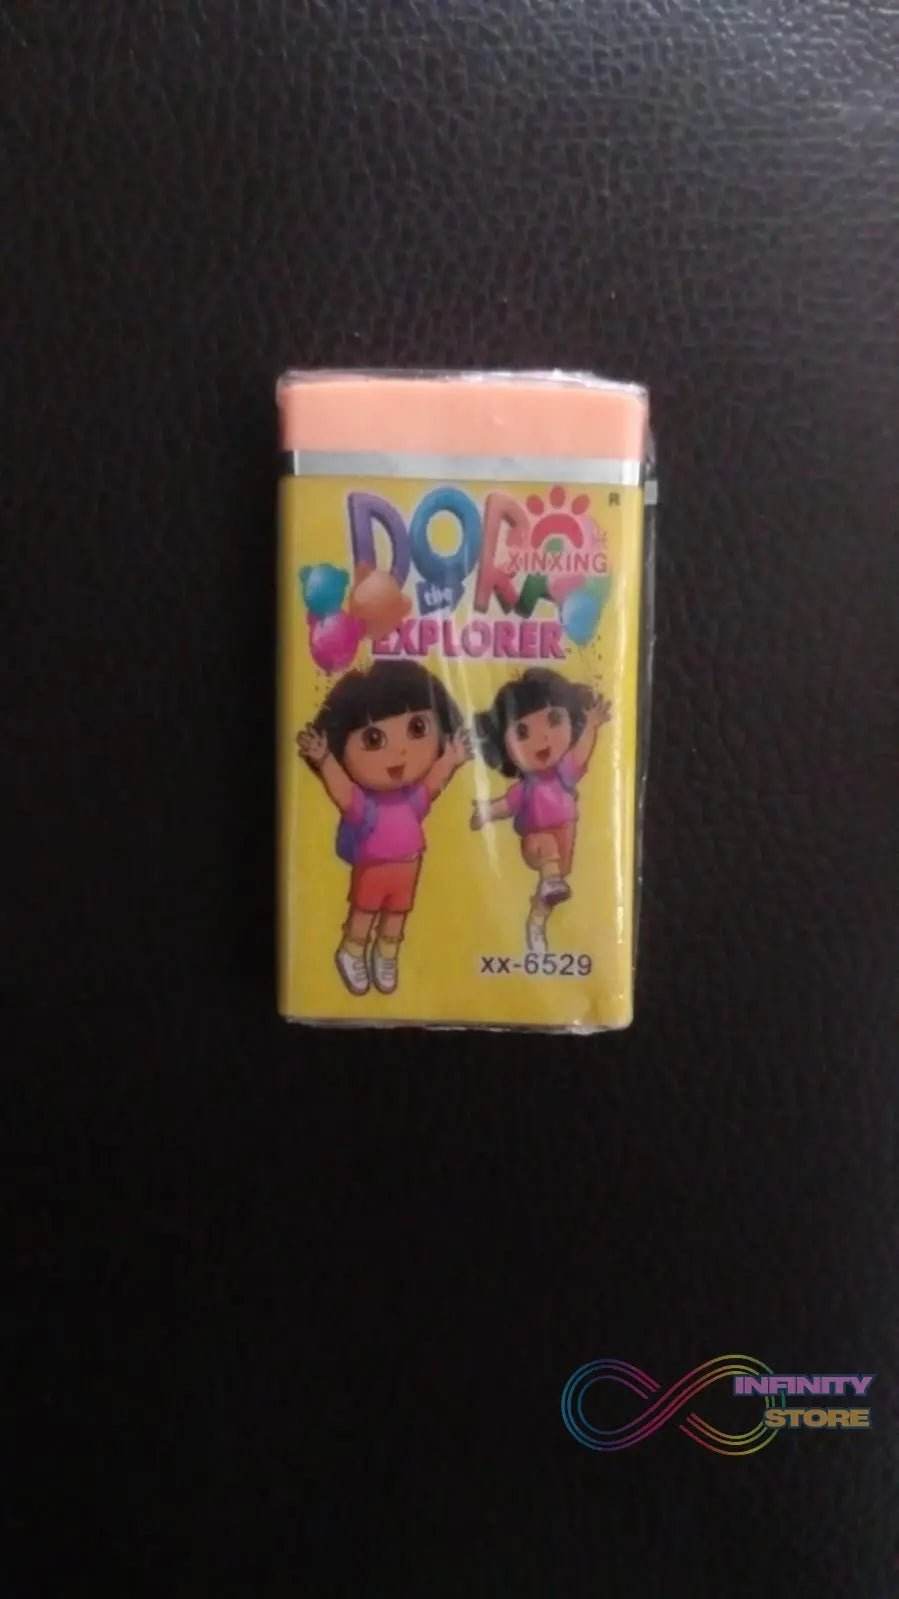 DORA
R
XINXING
the
EXPLORER
xx-6529
INFINITY
STORE